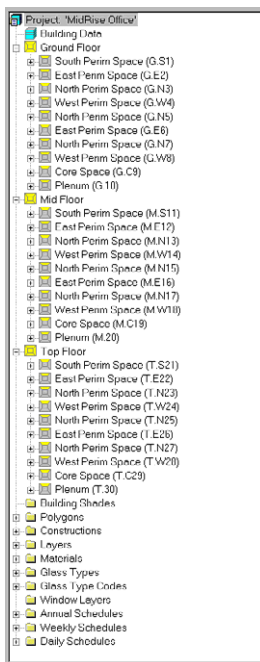 Project: 'MidRise Office'
Building Data
Ground Floor
South Perim Space (G.S1)
East Perim Space (G.E2)
North Perim Space (G.N3)
West Perim Space (G.W4)
North Perim Space (G.N5)
East Perim Space (G.E6)
North Perim Space (G.N7)
West Perim Space (G.W8)
Core Space (G.C9)
Plenum (G.10)
Mid Floor
South Perim Space (M.S11)
East Perim Space (M.E12)
North Perim Space (M.N13)
West Perim Space (M.W14)
North Perim Space (M.N15)
East Perim Space (M.E16)
North Perim Space (M.N17)
West Perim Space (M.W18)
Core Space (M.C19)
Plenum (M.20)
Top Floor
South Perim Space (T.S21)
East Perim Space (T.E22)
North Perim Space (T.N23)
West Perim Space (T.W24)
North Perim Space (T.N25)
East Perim Space (T.E26)
North Perim Space (T.N27)
West Perim Space (T.W28)
Core Space (T.C29)
Plenum (T.30)
Building Shades
Polygons
Constructions
Layers
Materials
Glass Types
Glass Type Codes
Window Layers
Annual Schedules
Weekly Schedules
Daily Schedules